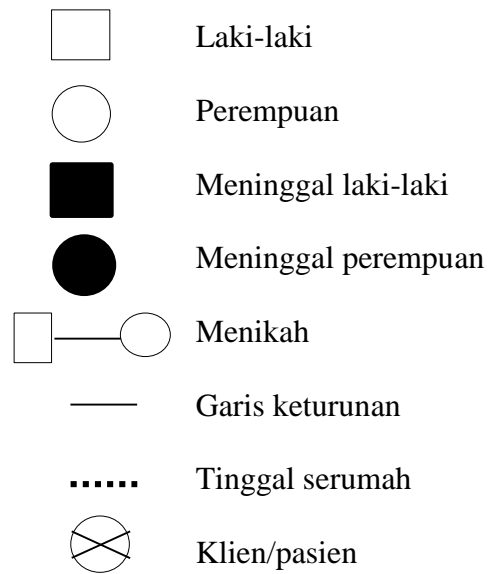 Laki-laki
Perempuan
Meninggal laki-laki
Meninggal perempuan
Menikah
Garis keturunan
Tinggal serumah
Klien/pasien